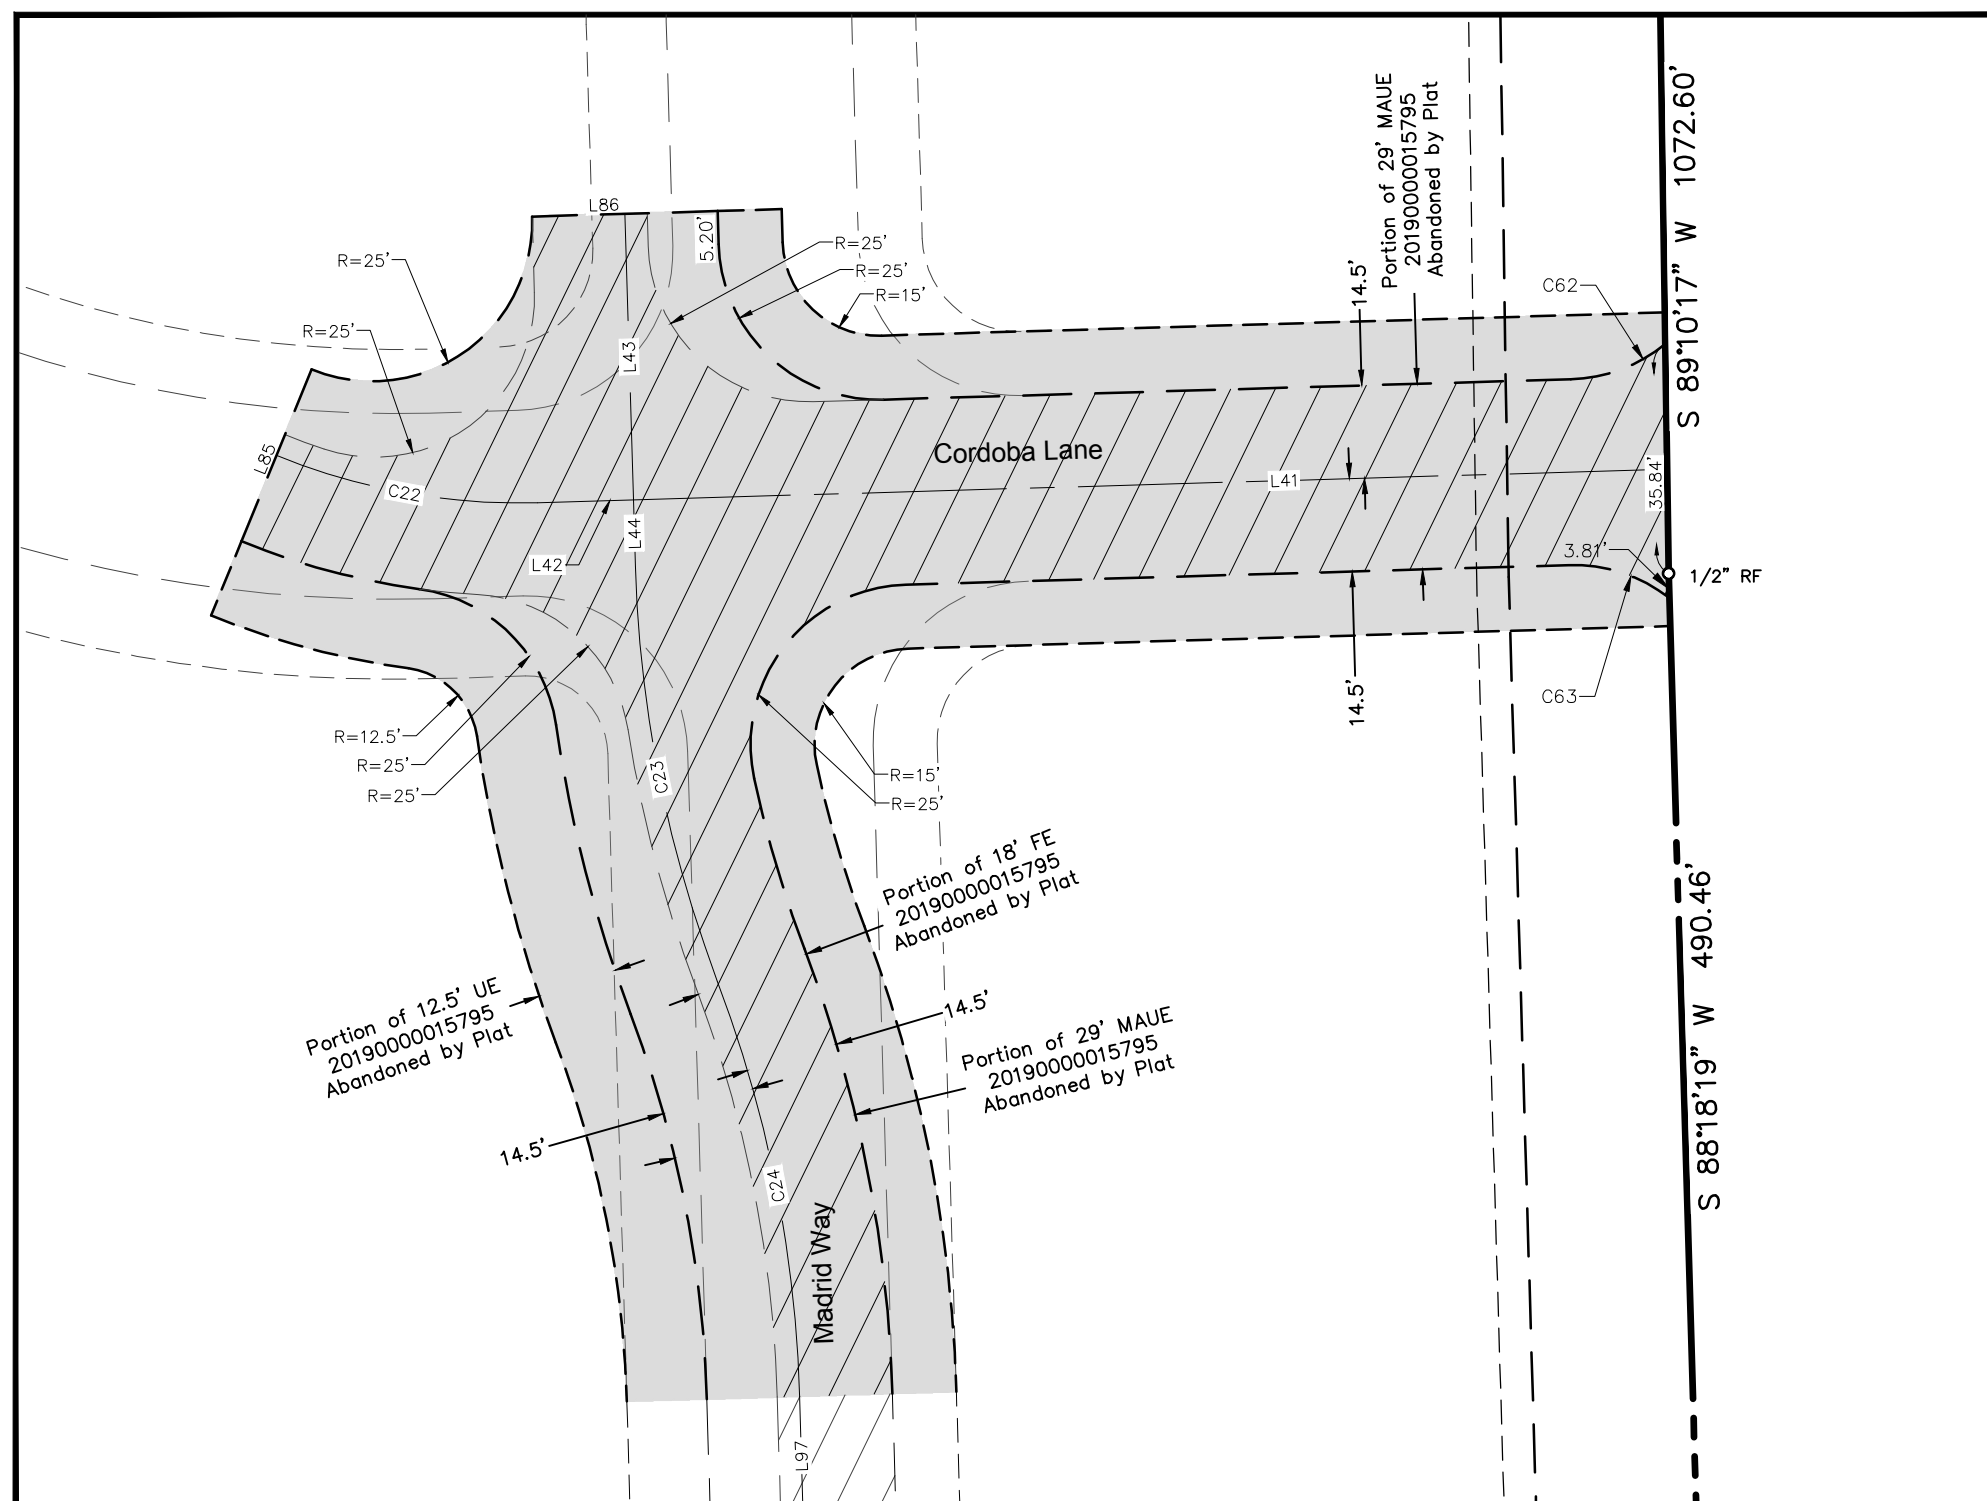 L86
5.20'
R=25'
R=25'
R=25'
R=15'
R=25'
L43
14.5'
Portion of 29' MAUE
20190000015795
Abandoned by Plat
S 89°10'17" W 1072.60'
C62
Cordoba Lane
L85
C22
L41
35.84'
L44
L42
3.81'
1/2" RF
C63
14.5'
R=12.5'
R=25'
R=25'
C23
R=15'
R=25'
Portion of 18' FE
20190000015795
Abandoned by Plat
S 88°18'19" W 490.46'
Portion of 12.5' UE
20190000015795
Abandoned by Plat
14.5'
Portion of 29' MAUE
20190000015795
Abandoned by Plat
14.5'
C24
Madrid Way
L97